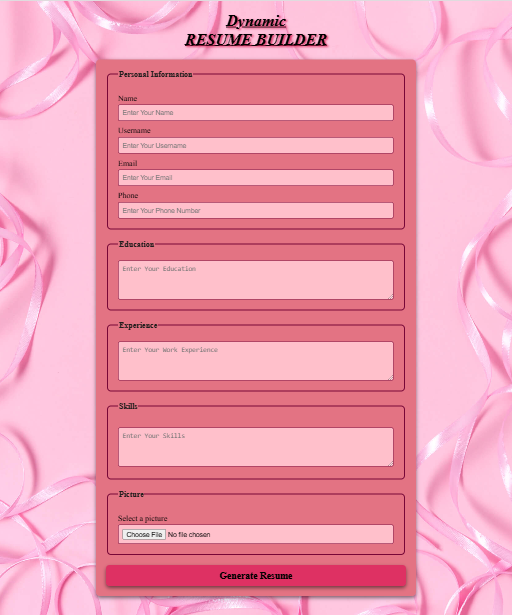 Dynamic
RESUME BUILDER
Personal Information
Name
Enter Your Name
Username
Enter Your Username
Email
Enter Your Email
Phone
Enter Your Phone Number
Education
Enter Your Education
Experience
Enter Your Work Experience
Skills
Enter Your Skills
Picture
Select a picture
Choose File No file chosen
Generate Resume